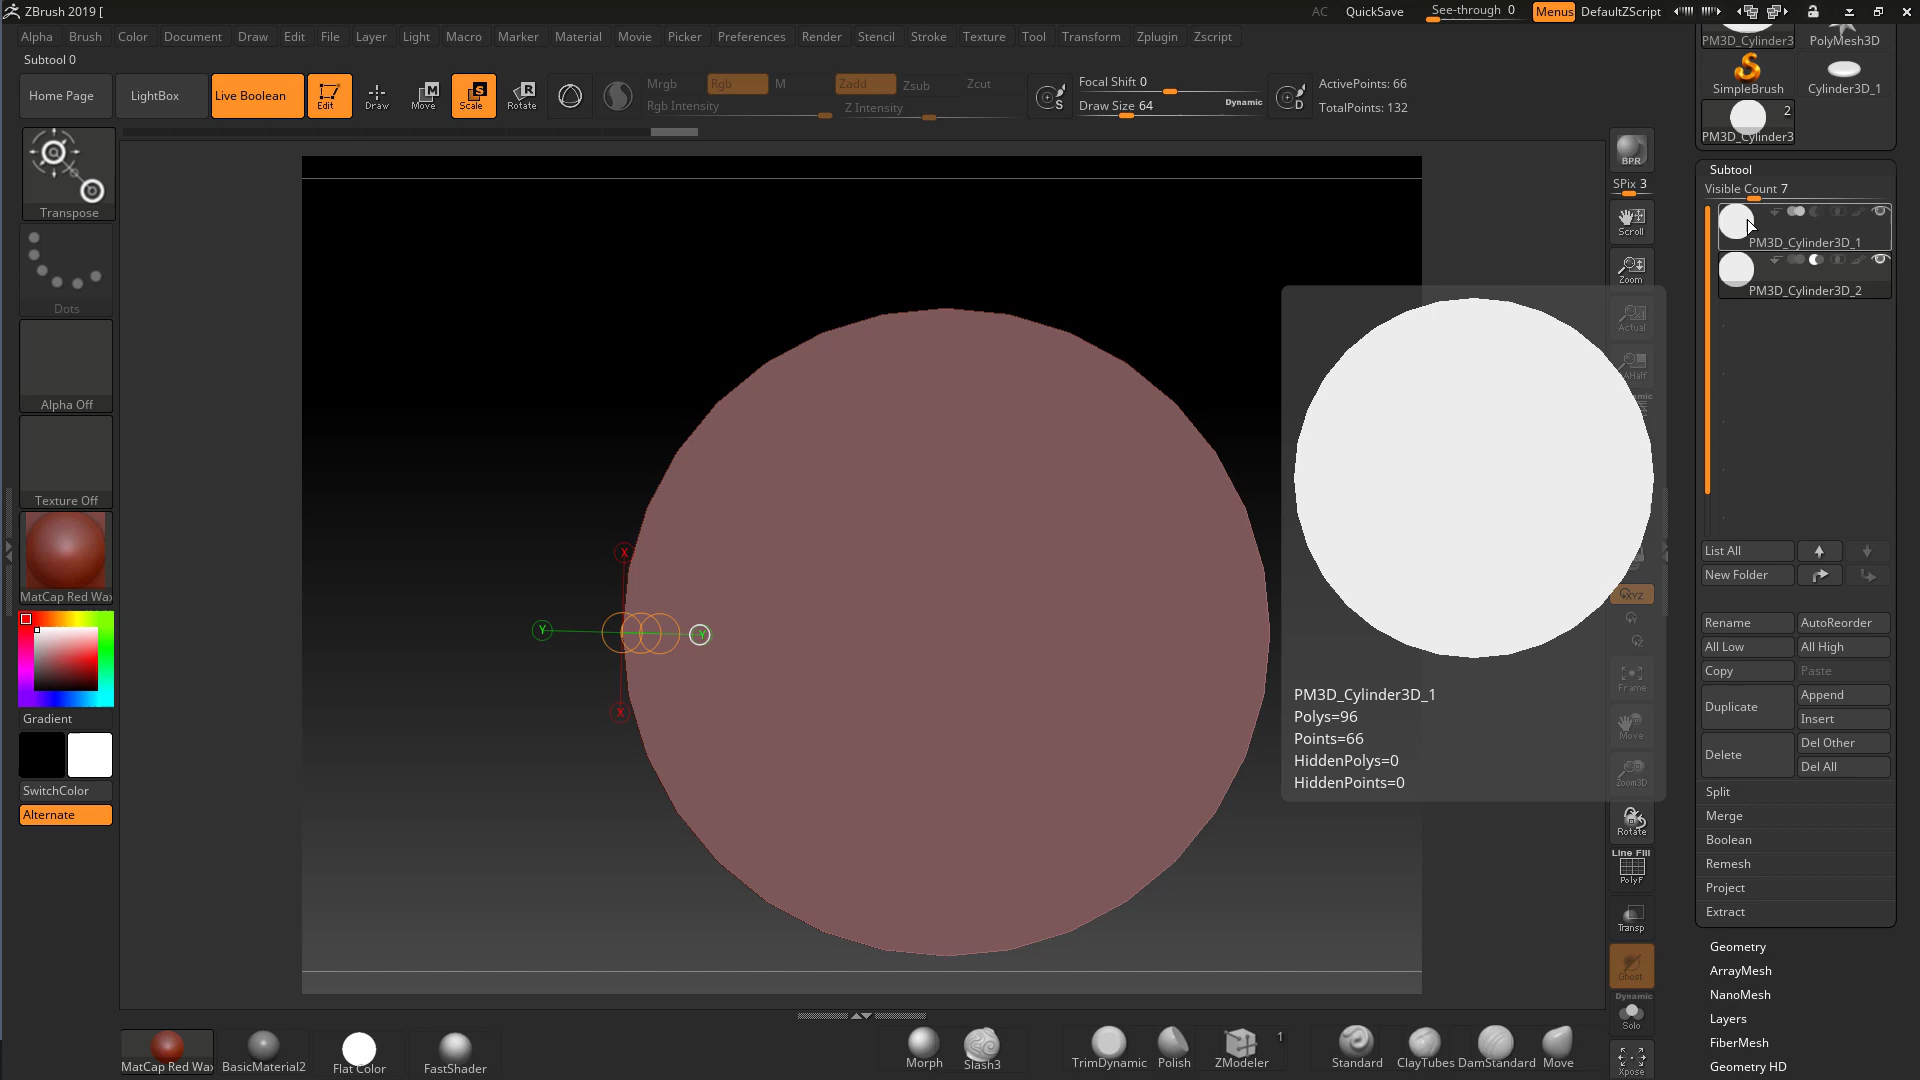 ZBrush 2019 [
AC QuickSave See-through 0 Menus DefaultZScript
Alpha Brush Color Document Draw Edit File Layer Light Macro Marker Material Movie Picker Preferences Render Stencil Stroke Texture Tool Transform Zplugin Zscript
Subtool 0
Home Page LightBox Live Boolean Edit Draw Move Scale Rotate
Mrgb Rgb M Zadd Zsub Zcut
Rgb Intensity Z Intensity
Focal Shift 0
Draw Size 64 Dynamic
S
D
ActivePoints: 66
TotalPoints: 132
Transpose
Dots
Alpha Off
Texture Off
MatCap Red Wax
Gradient
SwitchColor
Alternate
X
Y
Y
X
PM3D_Cylinder3D_1
Polys=96
Points=66
HiddenPolys=0
HiddenPoints=0
BPR
SPix 3
Scroll
Zoom
Actual
AHalf
XYZ
Y
Z
Frame
Move
Zoom3D
Rotate
Line Fill
PolyF
Transp
Ghost
Dynamic
Solo
Xpose
PM3D_Cylinder3 PolyMesh3D
SimpleBrush Cylinder3D_1
2
PM3D_Cylinder3
Subtool
Visible Count 7
PM3D_Cylinder3D_1
PM3D_Cylinder3D_2
List All
New Folder
Rename AutoReorder
All Low All High
Copy Paste
Duplicate Append
Insert
Delete Del Other
Del All
Split
Merge
Boolean
Remesh
Project
Extract
Geometry
ArrayMesh
NanoMesh
Layers
FiberMesh
Geometry HD
MatCap Red Wax BasicMaterial2 Flat Color FastShader
Morph Slash3 TrimDynamic Polish ZModeler 1 Standard ClayTubes DamStandard Move